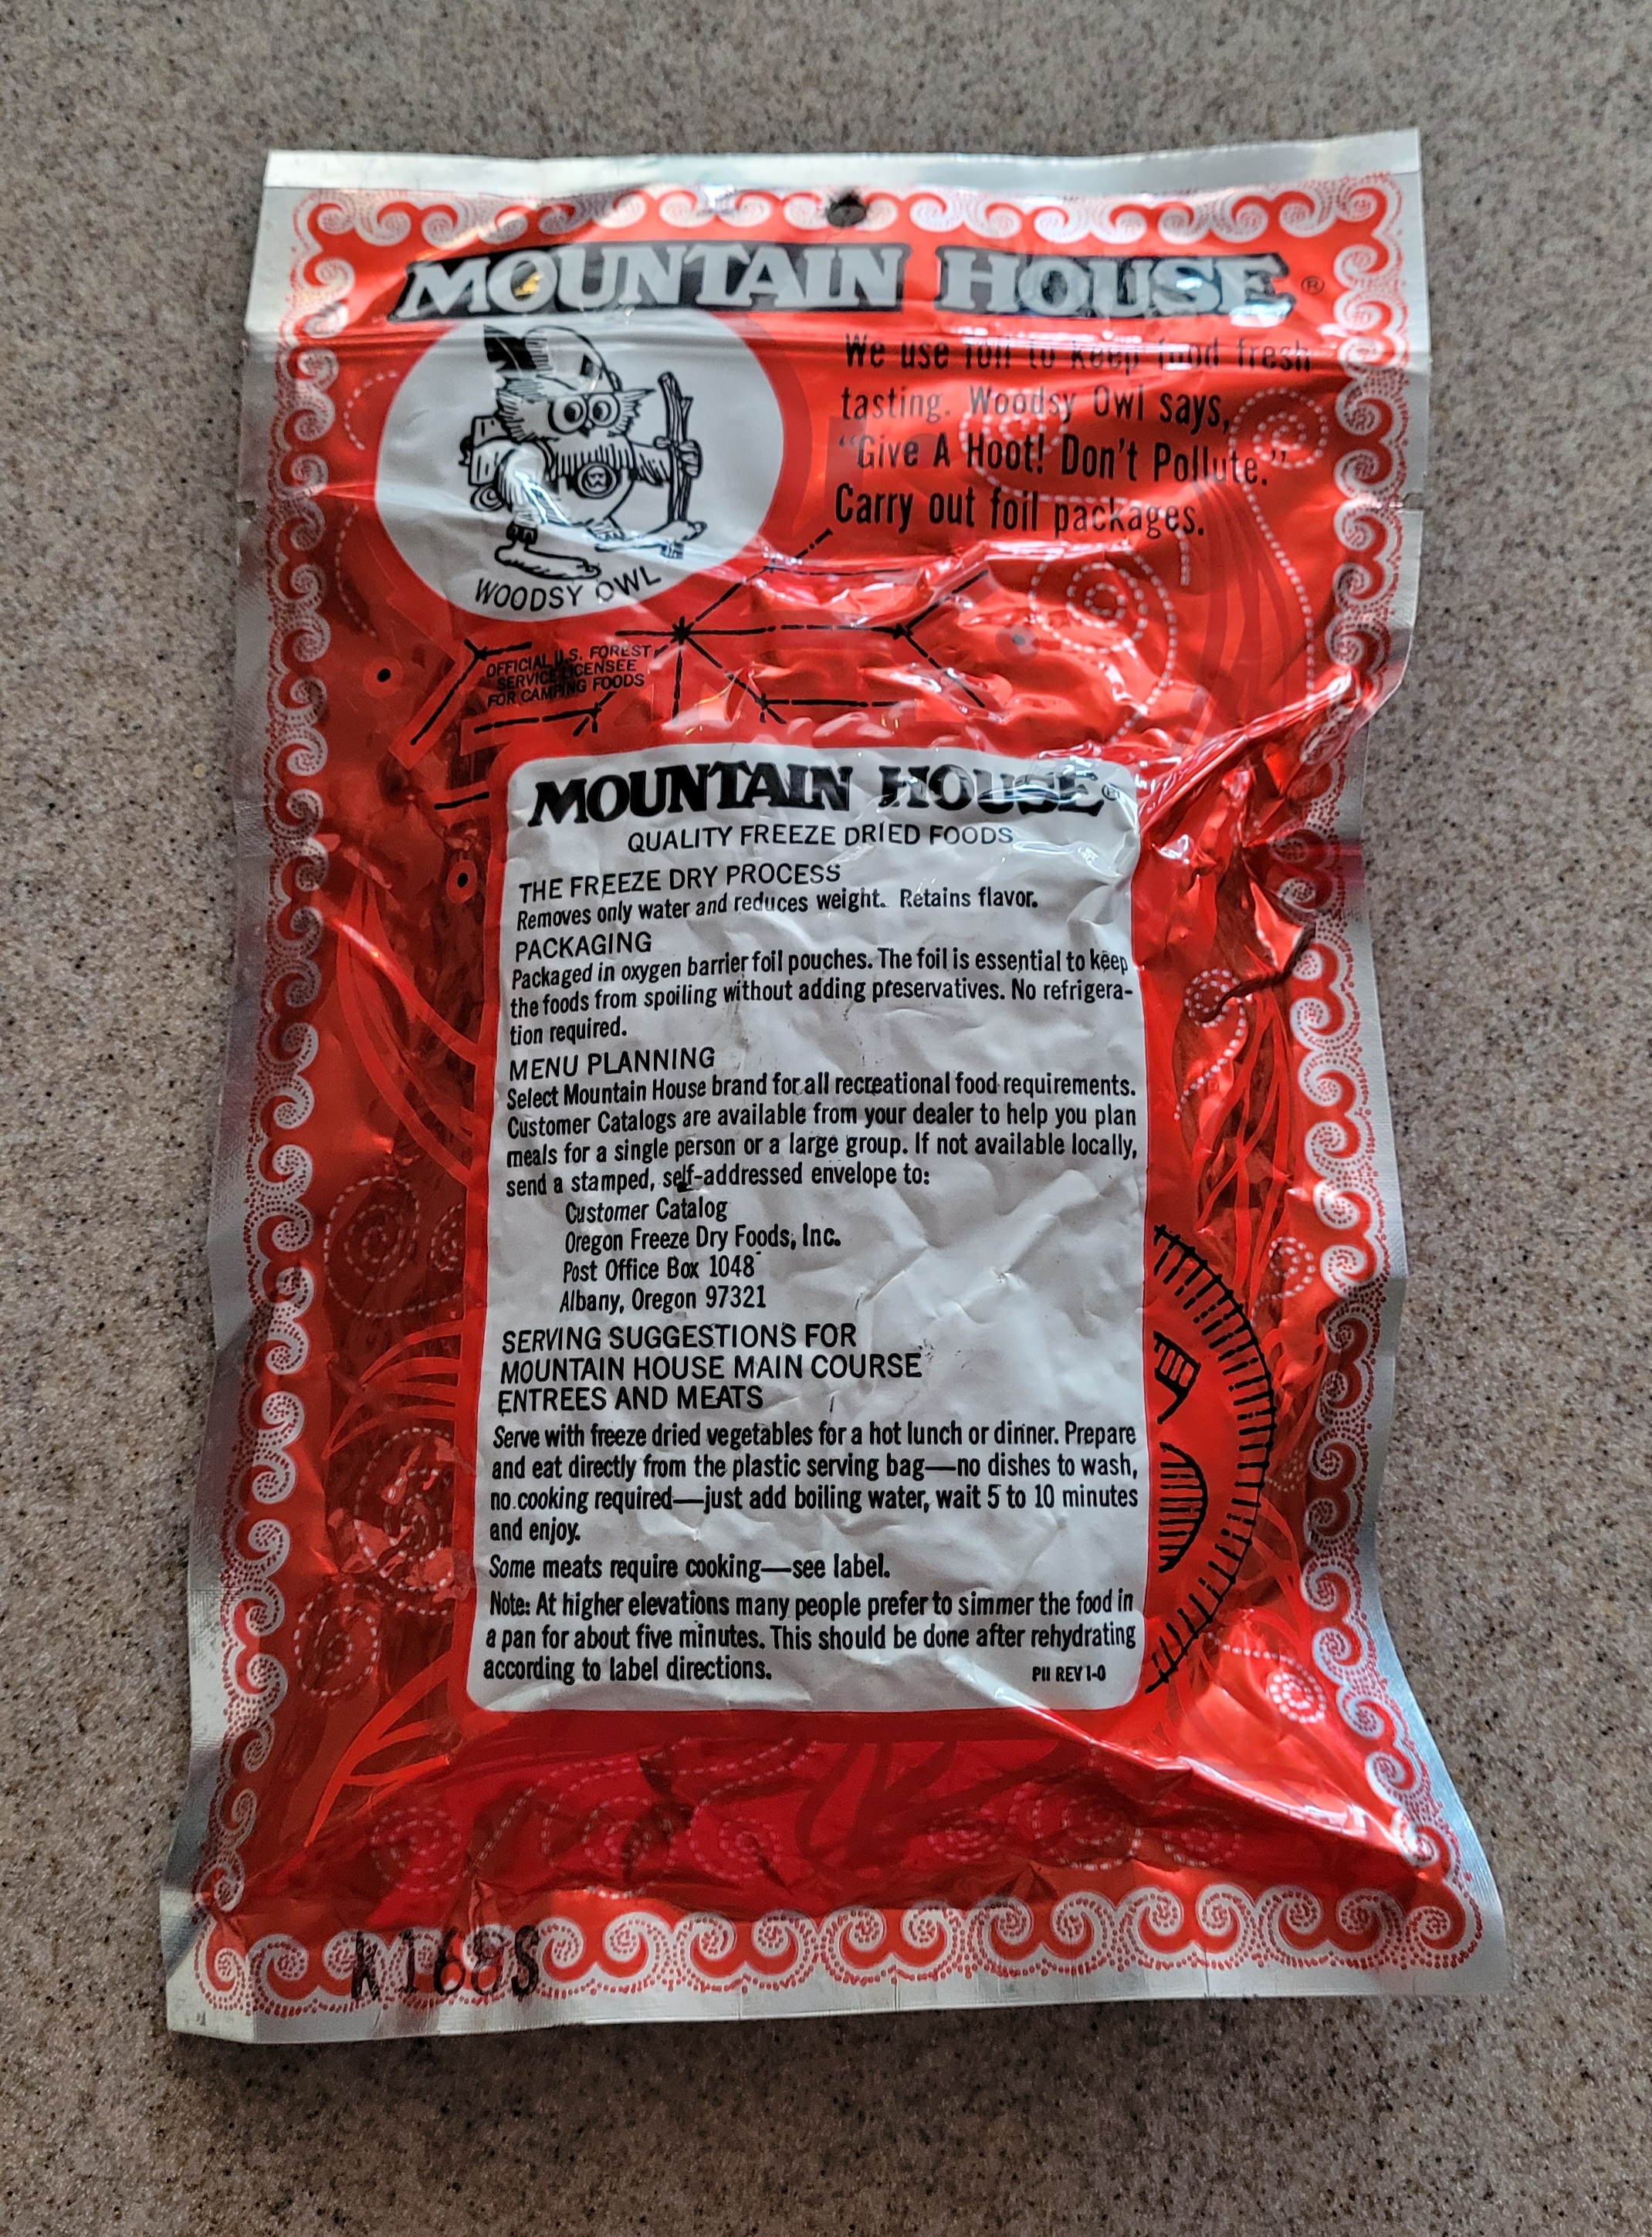 MOUNTAIN HOUSE®
We use foil to keep food fresh
tasting. Woodsy Owl says,
“Give A Hoot! Don't Pollute.”
Carry out foil packages.
WOODSY OWL
OFFICIAL U.S. FOREST
SERVICE LICENSEE
FOR CAMPING FOODS
MOUNTAIN HOUSE®
QUALITY FREEZE DRIED FOODS
THE FREEZE DRY PROCESS
Removes only water and reduces weight. Retains flavor.
PACKAGING
Packaged in oxygen barrier foil pouches. The foil is essential to keep
the foods from spoiling without adding preservatives. No refrigera-
tion required.
MENU PLANNING
Select Mountain House brand for all recreational food requirements.
Customer Catalogs are available from your dealer to help you plan
meals for a single person or a large group. If not available locally,
send a stamped, self-addressed envelope to:
Customer Catalog
Oregon Freeze Dry Foods, Inc.
Post Office Box 1048
Albany, Oregon 97321
SERVING SUGGESTIONS FOR
MOUNTAIN HOUSE MAIN COURSE
ENTREES AND MEATS
Serve with freeze dried vegetables for a hot lunch or dinner. Prepare
and eat directly from the plastic serving bag—no dishes to wash,
no cooking required—just add boiling water, wait 5 to 10 minutes
and enjoy.
Some meats require cooking—see label.
Note: At higher elevations many people prefer to simmer the food in
a pan for about five minutes. This should be done after rehydrating
according to label directions.
PII REV 1-0